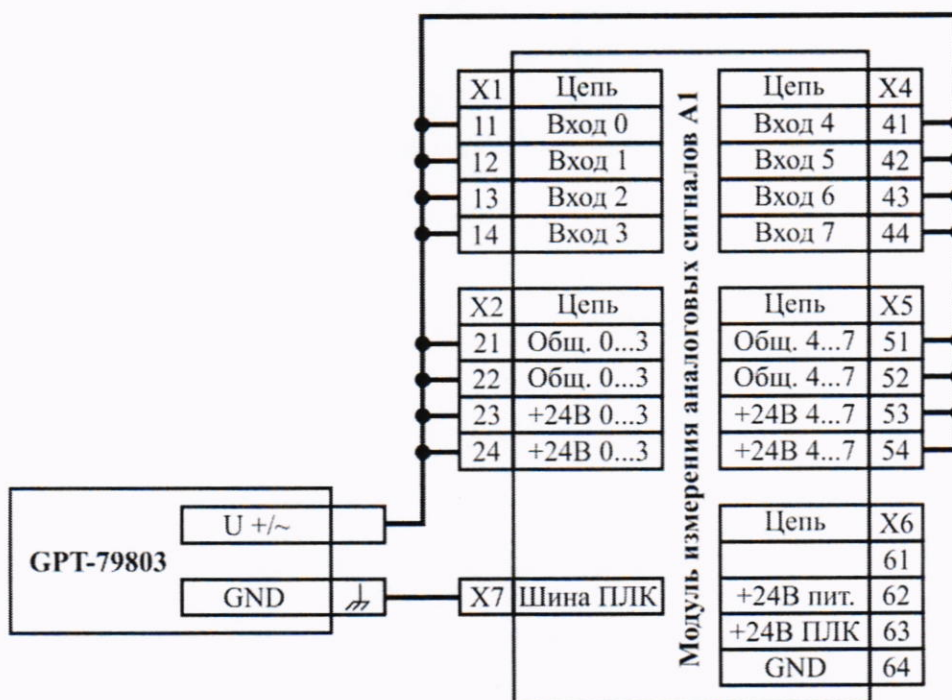 X1 Цепь
11 Вход 0
12 Вход 1
13 Вход 2
14 Вход 3
X2 Цепь
21 Общ. 0...3
22 Общ. 0...3
23 +24В 0...3
24 +24В 0...3
GPT-79803
U +/~
GND
X7 Шина ПЛК
Модуль измерения аналоговых сигналов А1
Цепь X4
Вход 4 41
Вход 5 42
Вход 6 43
Вход 7 44
Цепь X5
Общ. 4...7 51
Общ. 4...7 52
+24В 4...7 53
+24В 4...7 54
Цепь X6
61
+24В пит. 62
+24В ПЛК 63
GND 64